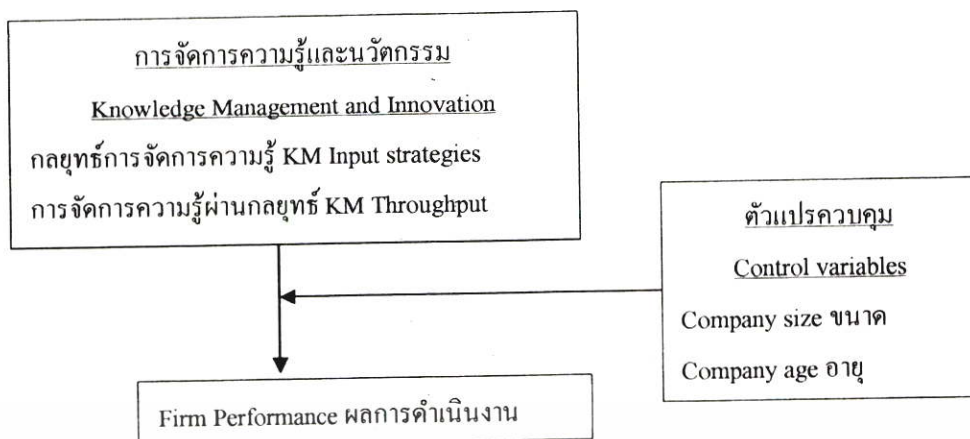 การจัดการความรู้และนวัตกรรม
Knowledge Management and Innovation
กลยุทธ์การจัดการความรู้ KM Input strategies
การจัดการความรู้ผ่านกลยุทธ์ KM Throughput
ตัวแปรควบคุม
Control variables
Company size ขนาด
Company age อายุ
Firm Performance ผลการดำเนินงาน